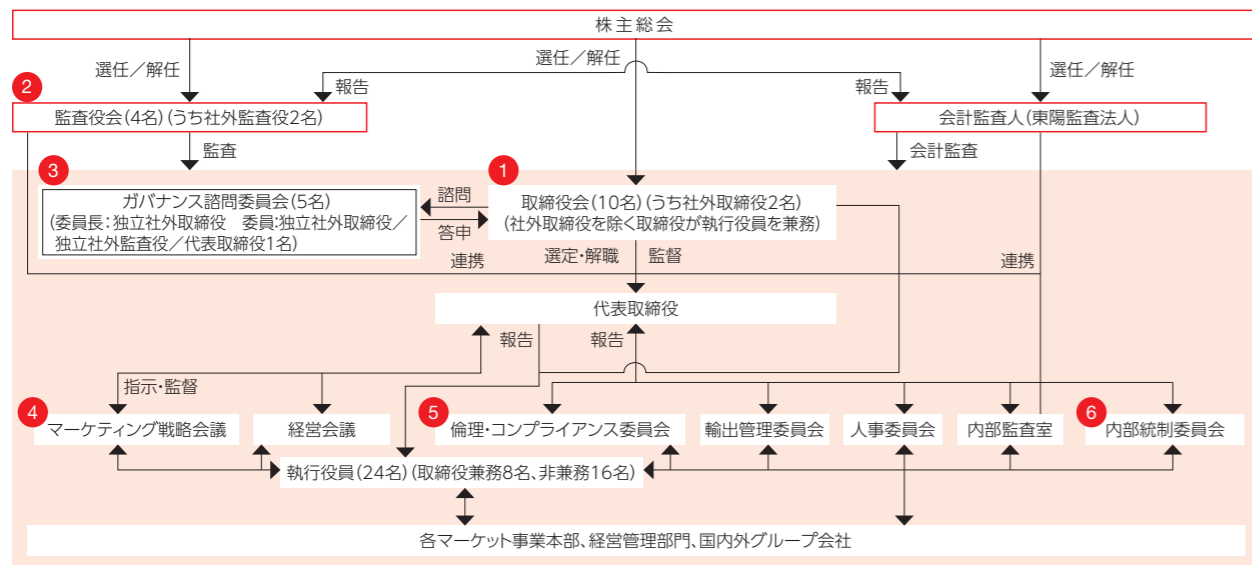 株主総会
選任／解任
選任／解任
選任／解任
2
報告
報告
監査役会(4名)(うち社外監査役2名)
会計監査人(東陽監査法人)
監査
会計監査
3
1
ガバナンス諮問委員会(5名)
(委員長：独立社外取締役　委員：独立社外取締役／
独立社外監査役／代表取締役1名)
諮問
答申
取締役会(10名)(うち社外取締役2名)
(社外取締役を除く取締役が執行役員を兼務)
連携
選定・解職
監督
連携
代表取締役
報告
報告
指示・監督
4
マーケティング戦略会議
経営会議
5
倫理・コンプライアンス委員会
輸出管理委員会
人事委員会
内部監査室
6
内部統制委員会
執行役員(24名)(取締役兼務8名、非兼務16名)
各マーケット事業本部、経営管理部門、国内外グループ会社